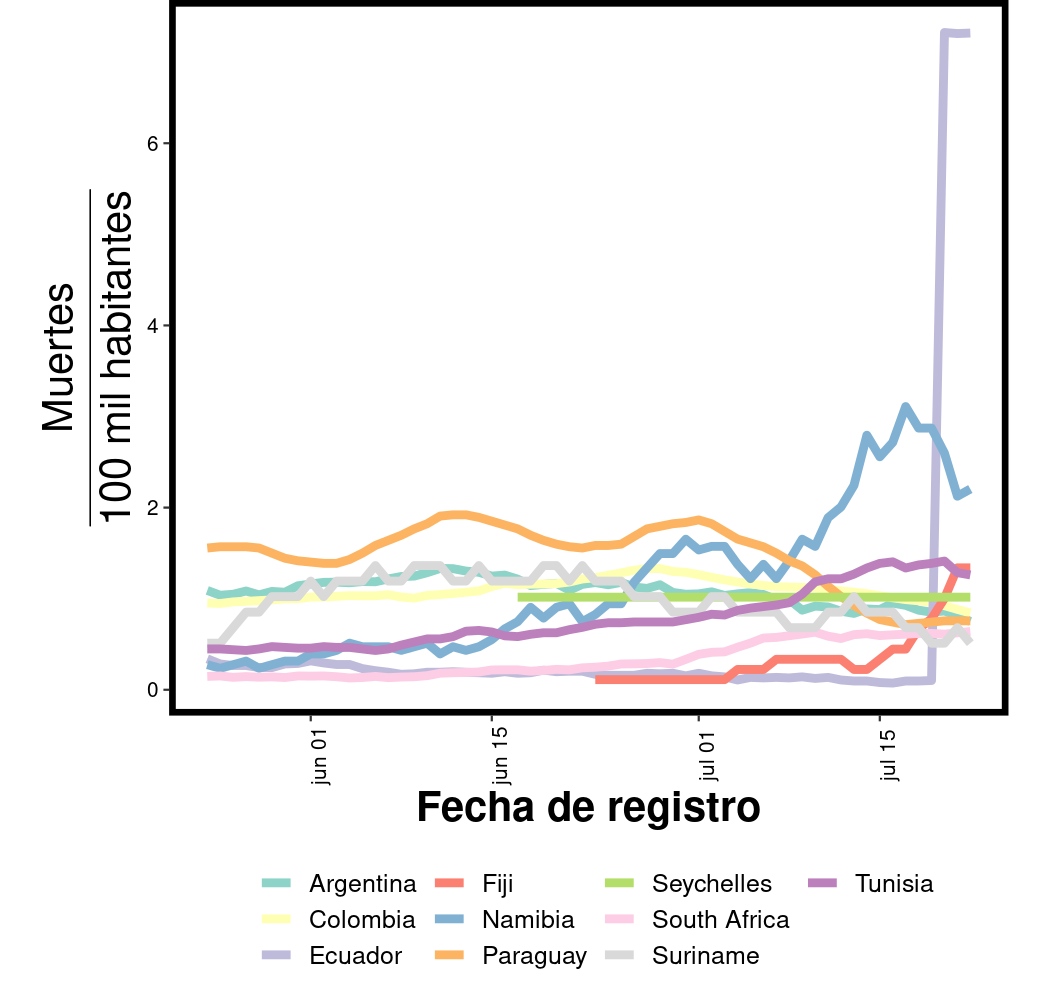 Muertes
100 mil habitantes
6
4
2
0
jun 01
jun 15
jul 01
jul 15
Fecha de registro
Argentina Fiji Seychelles Tunisia
Colombia Namibia South Africa
Ecuador Paraguay Suriname